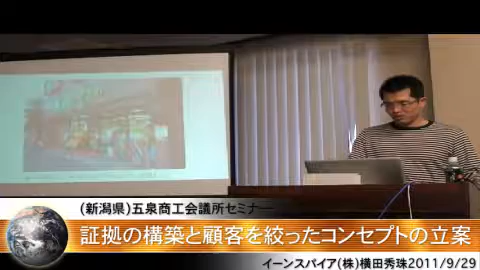 (新潟県)五泉商工会議所セミナー
証拠の構築と顧客を絞ったコンセプトの立案
イーンスパイア(株)横田秀珠2011/9/29